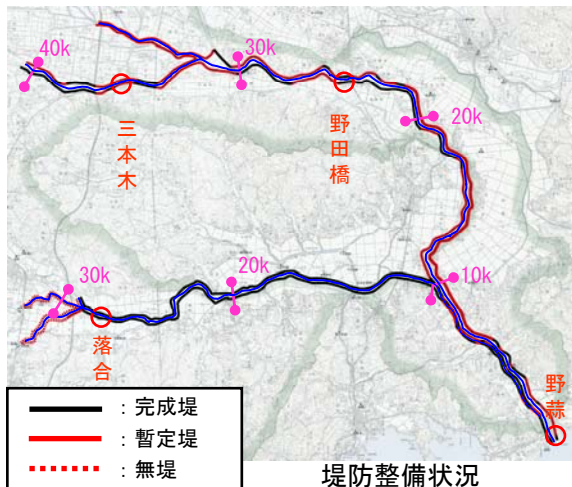 40k
30k
20k
三本木
野田橋
30k
20k
10k
落合
野蒜
：完成堤
：暫定堤
：無堤
堤防整備状況